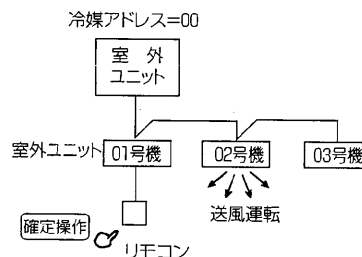 冷媒アドレス=00
室 外
ユニット
室外ユニット
01号機
02号機
03号機
確定操作
リモコン
送風運転